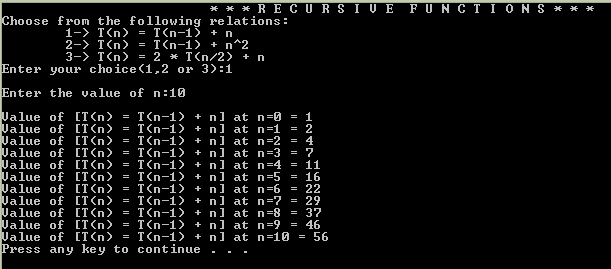 * * * R E C U R S I V E  F U N C T I O N S * * *
Choose from the following relations:
1-> T(n) = T(n-1) + n
2-> T(n) = T(n-1) + n^2
3-> T(n) = 2 * T(n/2) + n
Enter your choice(1,2 or 3):1
Enter the value of n:10
Value of [T(n) = T(n-1) + n] at n=0 = 1
Value of [T(n) = T(n-1) + n] at n=1 = 2
Value of [T(n) = T(n-1) + n] at n=2 = 4
Value of [T(n) = T(n-1) + n] at n=3 = 7
Value of [T(n) = T(n-1) + n] at n=4 = 11
Value of [T(n) = T(n-1) + n] at n=5 = 16
Value of [T(n) = T(n-1) + n] at n=6 = 22
Value of [T(n) = T(n-1) + n] at n=7 = 29
Value of [T(n) = T(n-1) + n] at n=8 = 37
Value of [T(n) = T(n-1) + n] at n=9 = 46
Value of [T(n) = T(n-1) + n] at n=10 = 56
Press any key to continue . . .